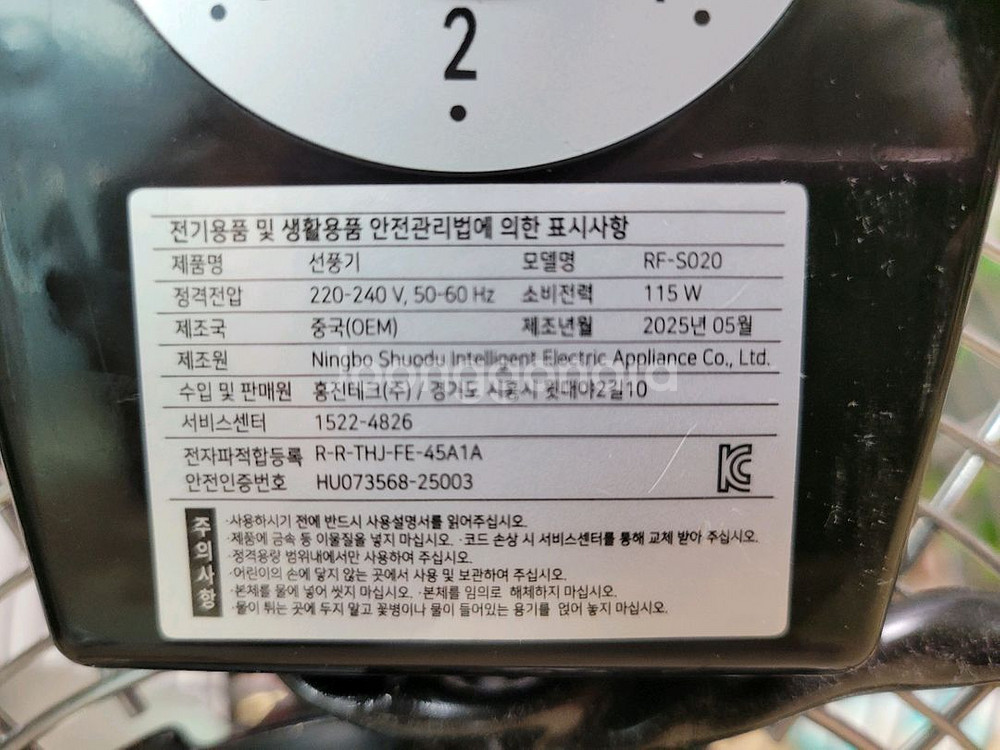 2
전기용품 및 생활용품 안전관리법에 의한 표시사항
제품명 선풍기 모델명 RF-S020
정격전압 220-240 V, 50-60 Hz 소비전력 115 W
제조국 중국(OEM) 제조년월 2025년 05월
제조원 Ningbo Shuodu Intelligent Electric Appliance Co., Ltd.
수입 및 판매원 홍진테크(주) / 경기도 시흥시 뒷대야2길10
서비스센터 1522-4826
전자파적합등록 R-R-THJ-FE-45A1A
안전인증번호 HU073568-25003
주의사항
·사용하시기 전에 반드시 사용설명서를 읽어주십시오.
·제품에 금속 등 이물질을 넣지 마십시오. ·코드 손상 시 서비스센터를 통해 교체 받아 주십시오.
·정격용량 범위내에서만 사용하여 주십시오.
·어린이의 손에 닿지 않는 곳에서 사용 및 보관하여 주십시오.
·본체를 물에 넣어 씻지 마십시오. ·본체를 임의로 해체하지 마십시오.
·물이 튀는 곳에 두지 말고 꽃병이나 물이 들어있는 용기를 얹어 놓지 마십시오.